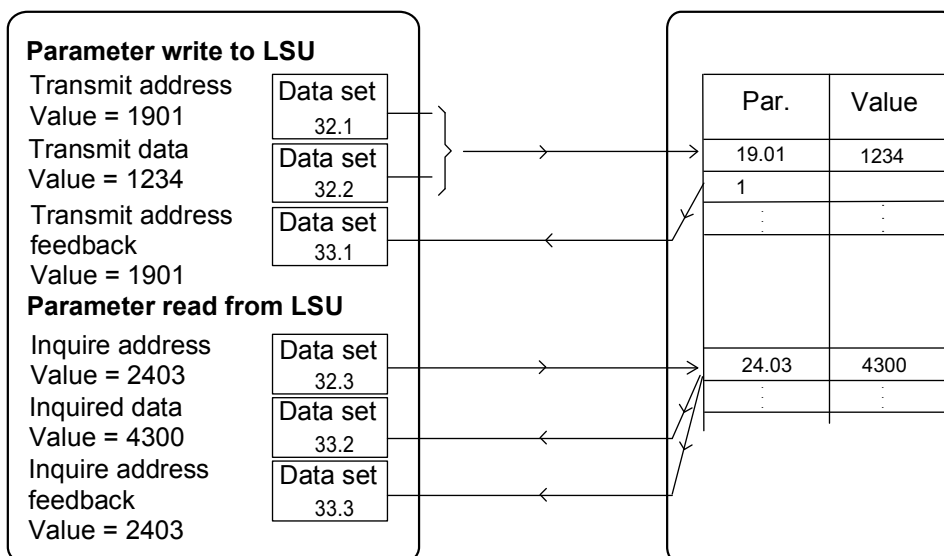 Parameter write to LSU
Transmit address
Value = 1901
Data set
32.1
Transmit data
Value = 1234
Data set
32.2
Transmit address
feedback
Value = 1901
Data set
33.1
Parameter read from LSU
Inquire address
Value = 2403
Data set
32.3
Inquired data
Value = 4300
Data set
33.2
Inquire address
feedback
Value = 2403
Data set
33.3
Par. Value
19.01 1234
1
: :
24.03 4300
: :